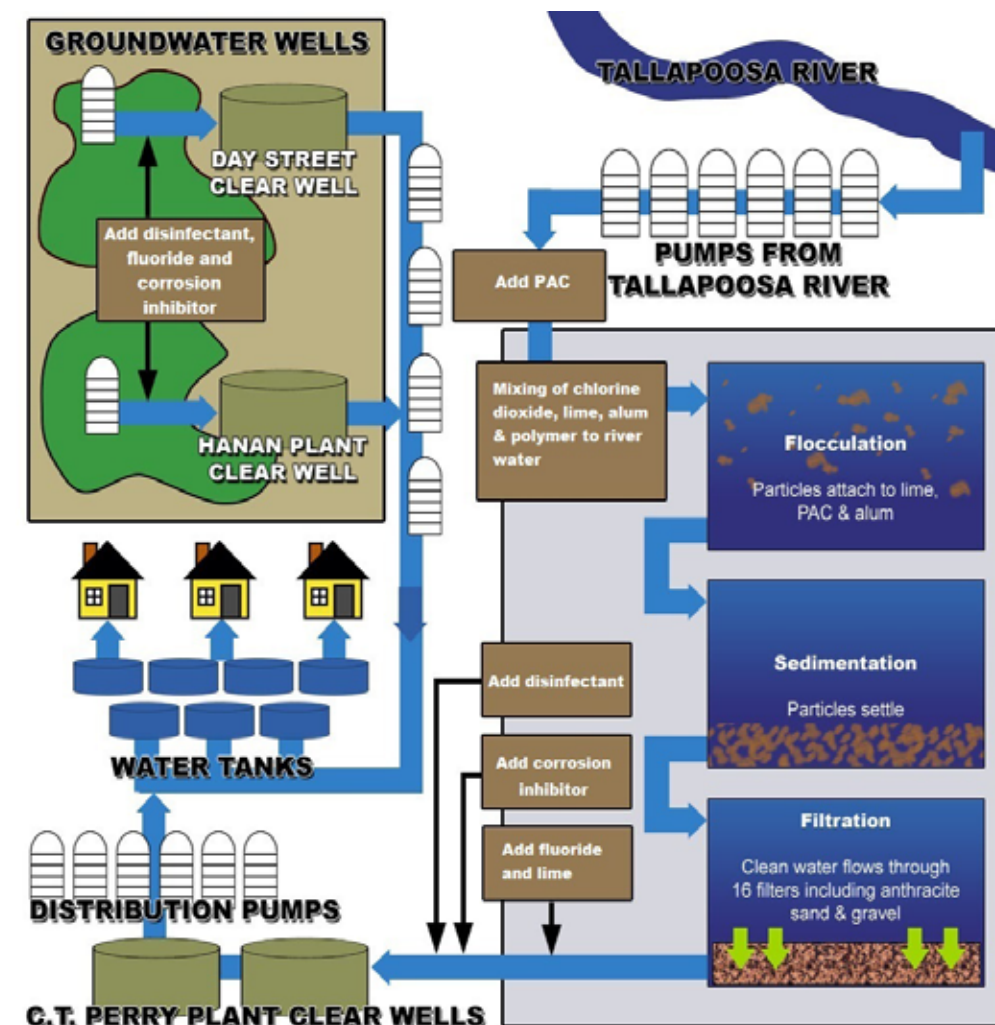 GROUNDWATER WELLS
DAY STREET
CLEAR WELL
Add disinfectant,
fluoride and
corrosion
inhibitor
HANAN PLANT
CLEAR WELL
TALLAPOOSA RIVER
PUMPS FROM
TALLAPOOSA RIVER
Add PAC
Mixing of chlorine
dioxide, lime, alum
& polymer to river
water
Flocculation
Particles attach to lime,
PAC & alum
Sedimentation
Particles settle
Filtration
Clean water flows through
16 filters including anthracite
sand & gravel
Add disinfectant
Add corrosion
inhibitor
Add fluoride
and lime
WATER TANKS
DISTRIBUTION PUMPS
C.T. PERRY PLANT CLEAR WELLS